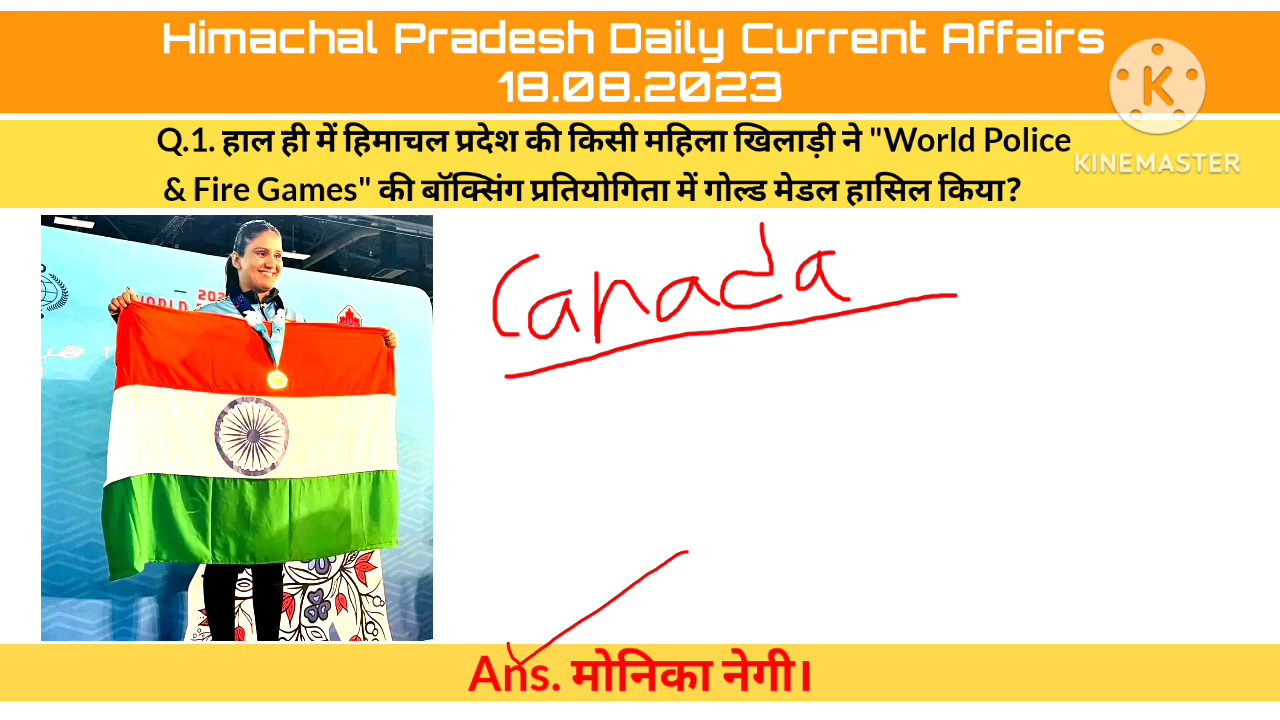 Himachal Pradesh Daily Current Affairs
18.08.2023
K
KINEMASTER
Q.1. हाल ही में हिमाचल प्रदेश की किसी महिला खिलाड़ी ने "World Police
& Fire Games" की बॉक्सिंग प्रतियोगिता में गोल्ड मेडल हासिल किया?
Canada
Ans. मोनिका नेगी।